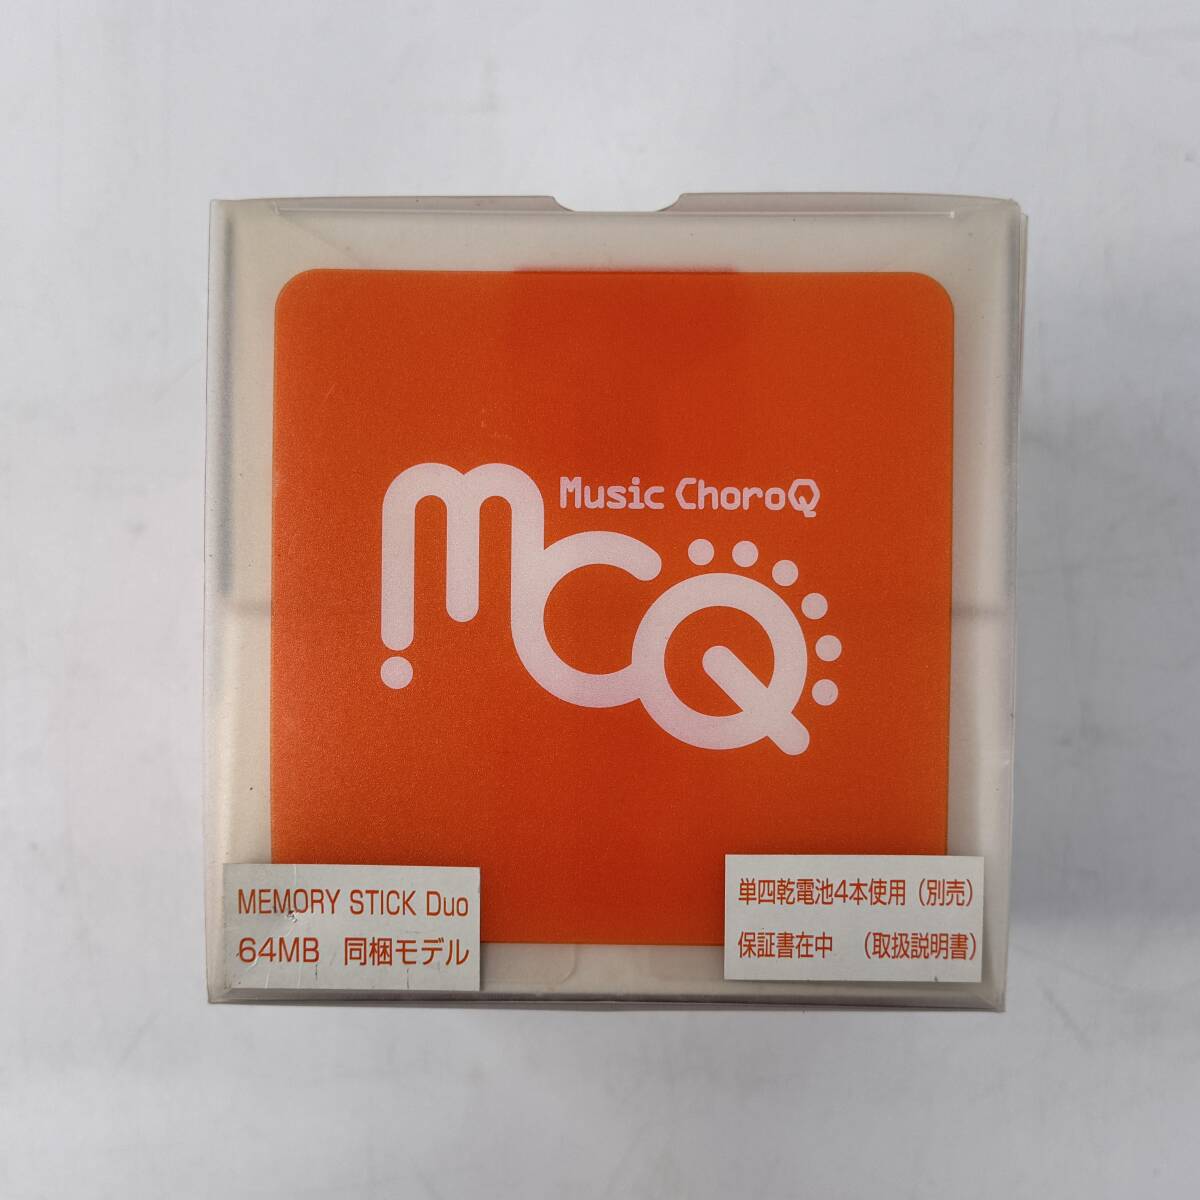 Music ChoroQ
mCQ
MEMORY STICK Duo
64MB 同梱モデル
単四乾電池4本使用（別売）
保証書在中 （取扱説明書）